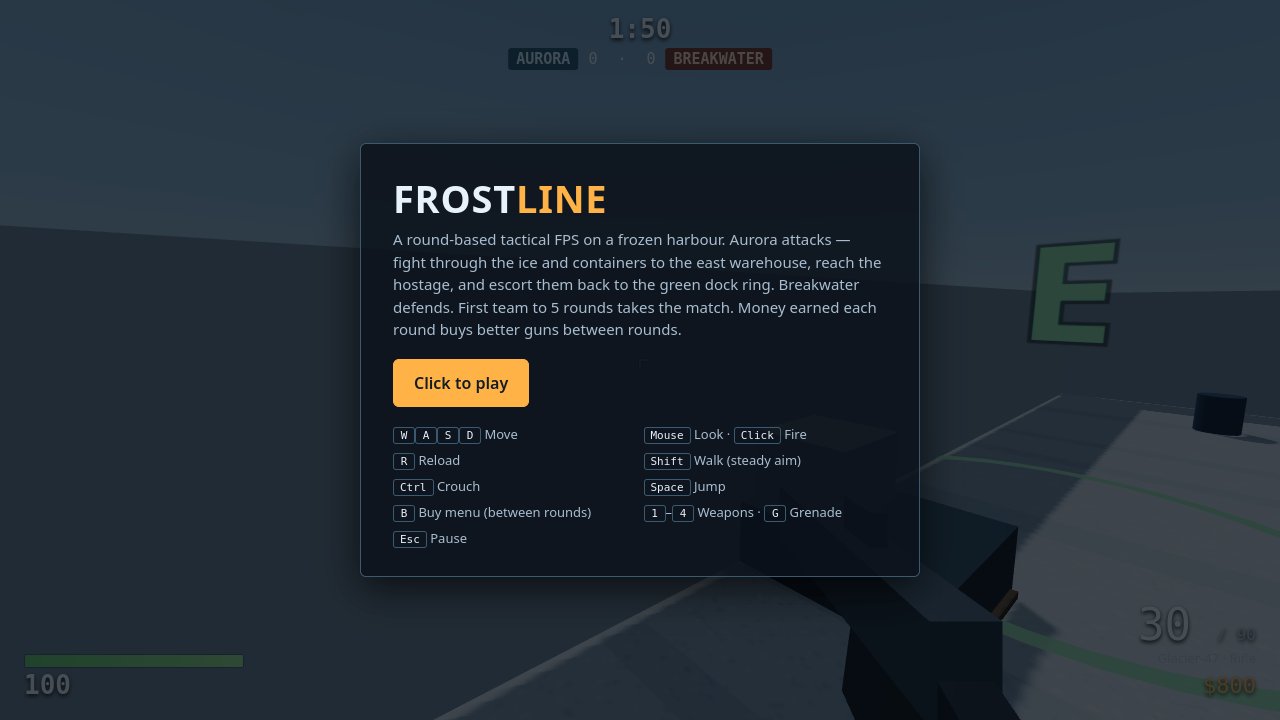 1:50
AURORA 0 · 0 BREAKWATER
FROSTLINE
A round-based tactical FPS on a frozen harbour. Aurora attacks —
fight through the ice and containers to the east warehouse, reach the
hostage, and escort them back to the green dock ring. Breakwater
defends. First team to 5 rounds takes the match. Money earned each
round buys better guns between rounds.
E
Click to play
W A S D Move
Mouse Look · Click Fire
R Reload
Shift Walk (steady aim)
Ctrl Crouch
Space Jump
B Buy menu (between rounds)
1–4 Weapons · G Grenade
Esc Pause
30 / 90
Glacier-47 · Rifle
100
$800